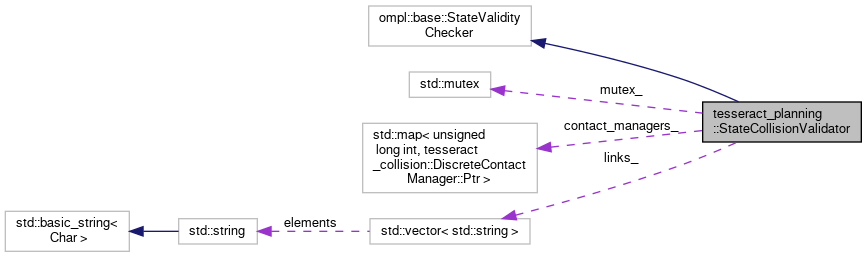 ompl::base::StateValidity
Checker
std::mutex
mutex_
tesseract_planning
::StateCollisionValidator
contact_managers_
std::map< unsigned
long int, tesseract
_collision::DiscreteContact
Manager::Ptr >
links_
std::basic_string<
Char >
std::string
elements
std::vector< std::string >